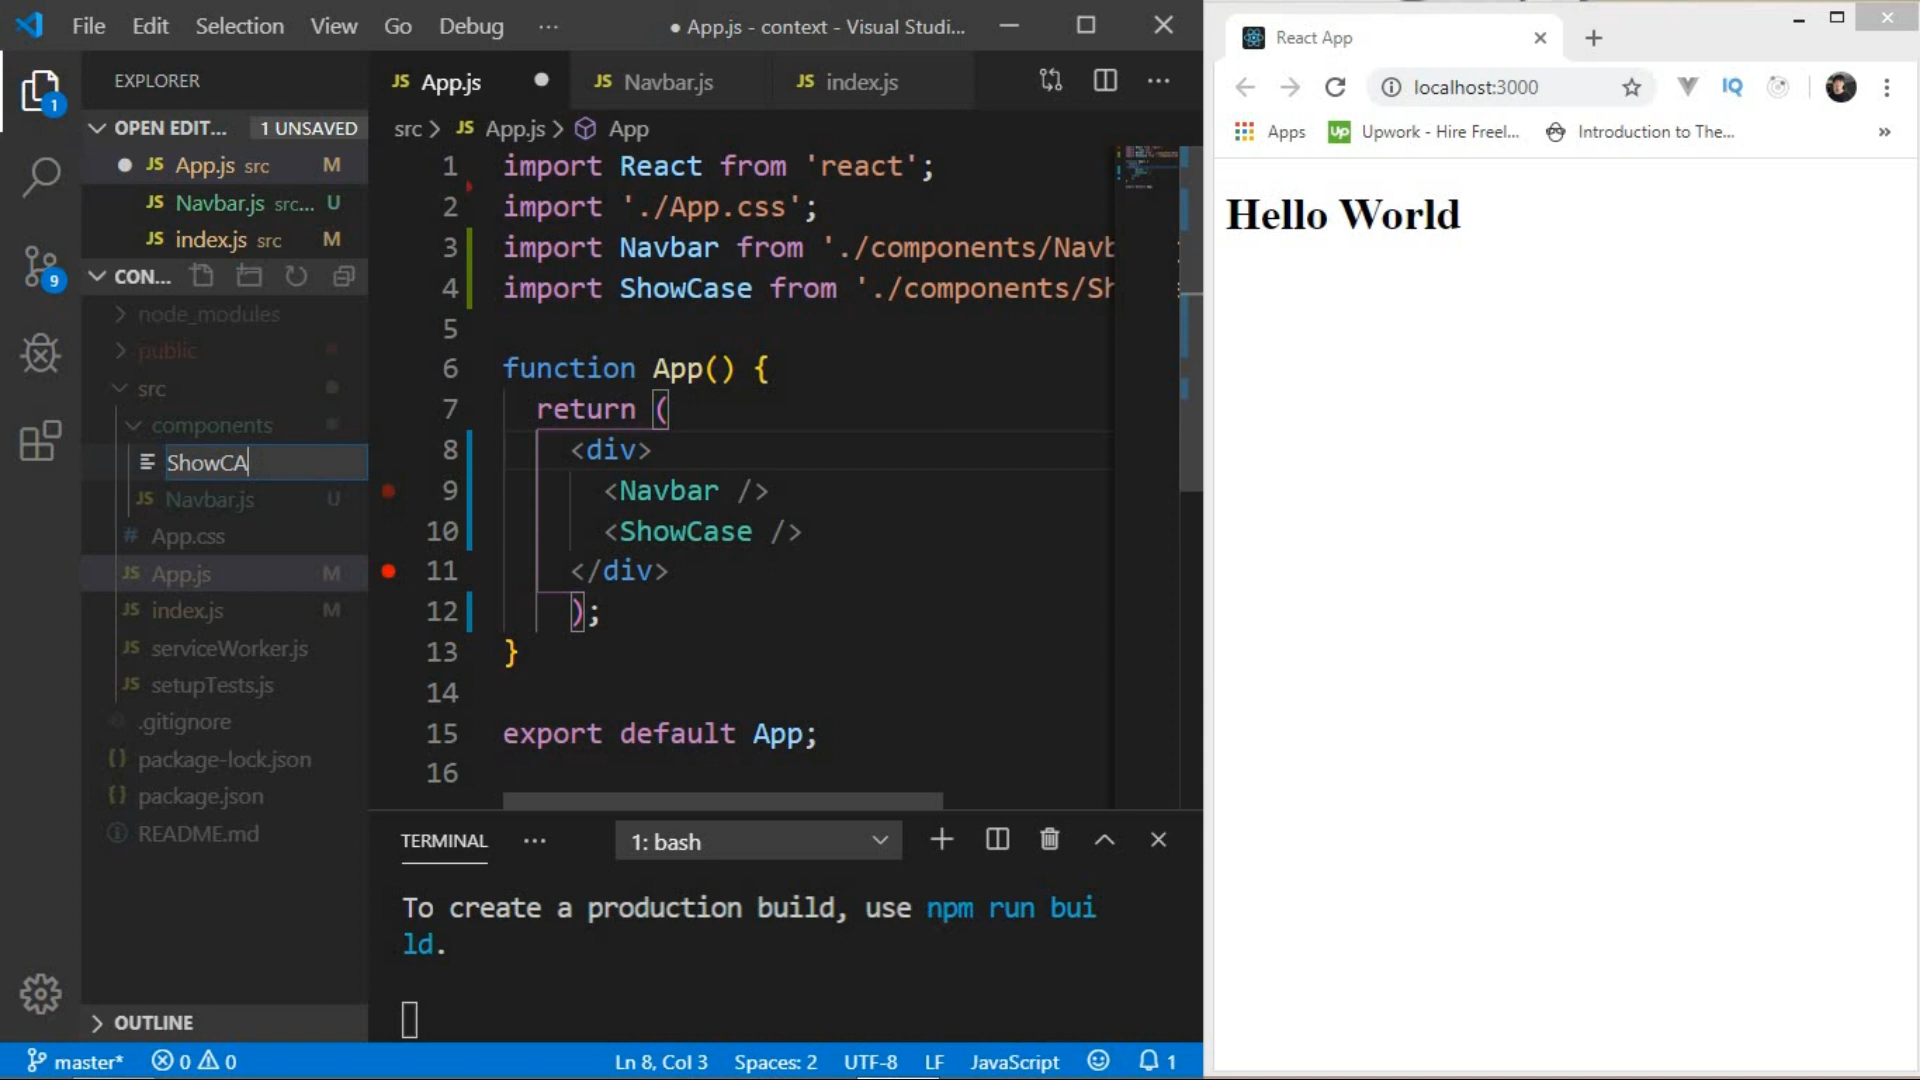 File Edit Selection View Go Debug ··· ● App.js - context - Visual Studi...
EXPLORER
OPEN EDIT... 1 UNSAVED
● JS App.js src M
JS Navbar.js src... U
JS index.js src M
CON...
node_modules
public
src
components
ShowCA
JS Navbar.js U
# App.css
JS App.js M
JS index.js M
JS serviceWorker.js
JS setupTests.js
.gitignore
{} package-lock.json
{} package.json
README.md
OUTLINE
1
9
JS App.js ●
JS Navbar.js
JS index.js
src > JS App.js > App
1 import React from 'react';
2 import './App.css';
3 import Navbar from './components/Navb
4 import ShowCase from './components/Sh
5
6 function App() {
7 return (
8 <div>
9 <Navbar />
10 <ShowCase />
11 </div>
12 );
13 }
14
15 export default App;
16
TERMINAL ··· 1: bash
To create a production build, use npm run bui
ld.
master* 0 0 Ln 8, Col 3 Spaces: 2 UTF-8 LF JavaScript 1
React App
localhost:3000
IQ
Apps Up Upwork - Hire Freel... Introduction to The... »
Hello World